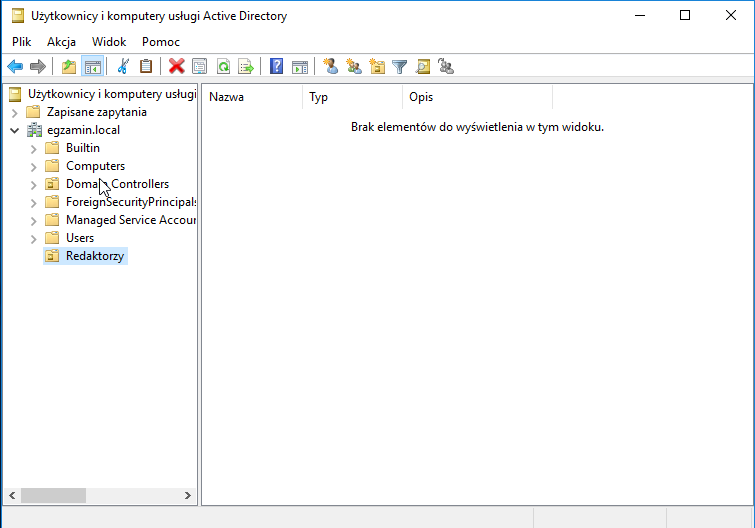 Użytkownicy i komputery usługi Active Directory
Plik Akcja Widok Pomoc
Użytkownicy i komputery usługi
Zapisane zapytania
egzamin.local
Builtin
Computers
Domain Controllers
ForeignSecurityPrincipals
Managed Service Accour
Users
Redaktorzy
Nazwa Typ Opis
Brak elementów do wyświetlenia w tym widoku.